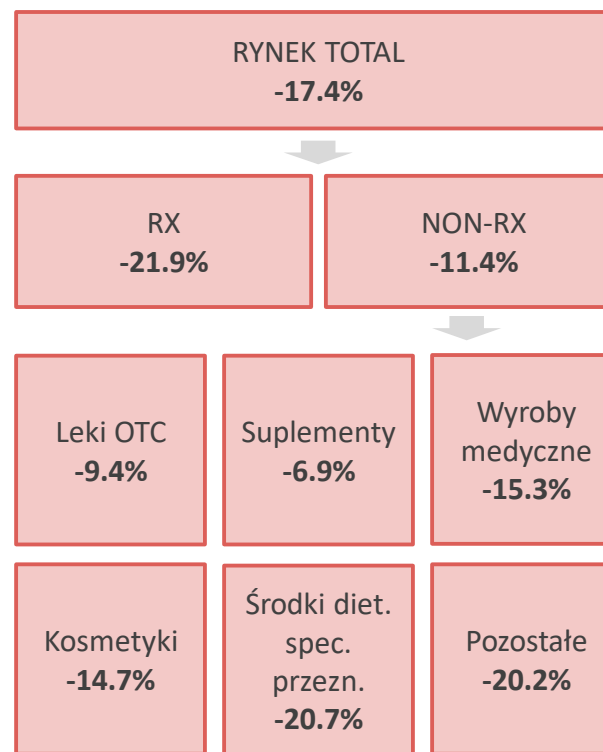 RYNEK TOTAL
-17.4%
RX
-21.9%
NON-RX
-11.4%
Leki OTC
-9.4%
Suplementy
-6.9%
Wyroby
medyczne
-15.3%
Kosmetyki
-14.7%
Środki diet.
spec.
przezn.
-20.7%
Pozostałe
-20.2%